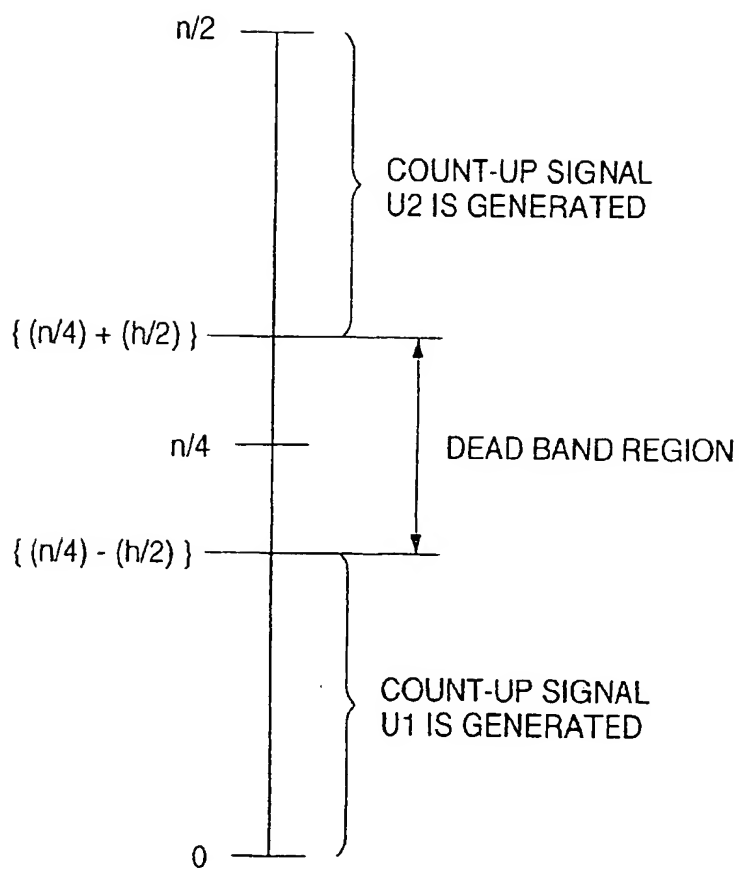 n/2
COUNT-UP SIGNAL
U2 IS GENERATED
{ (n/4) + (h/2) }
n/4
DEAD BAND REGION
{ (n/4) - (h/2) }
COUNT-UP SIGNAL
U1 IS GENERATED
0